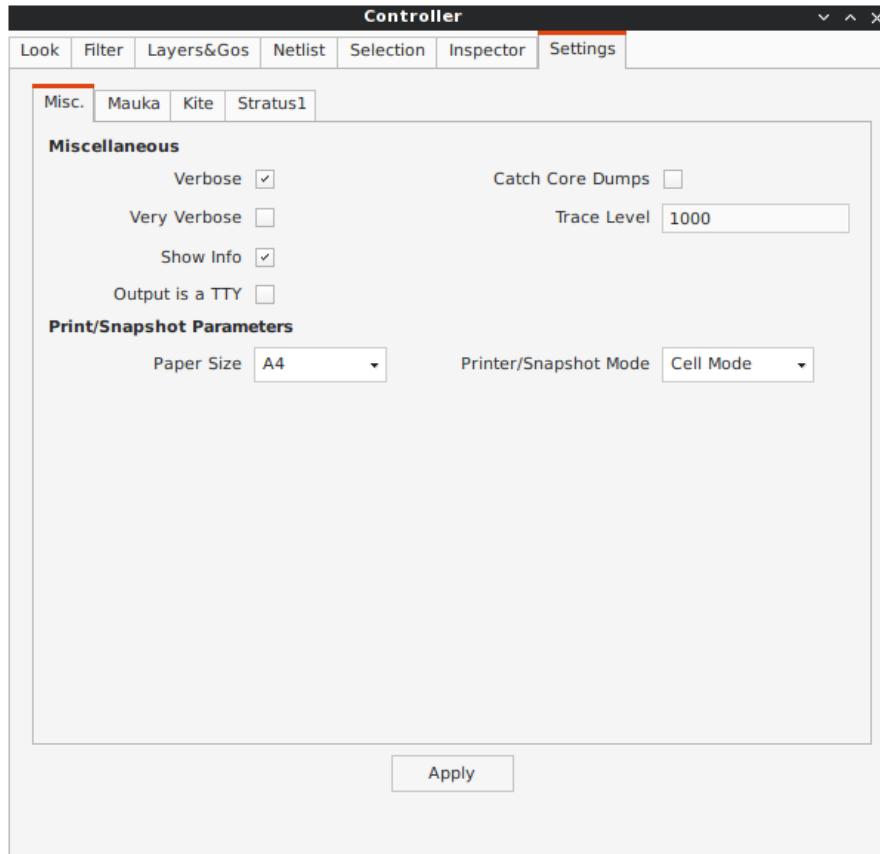 Controller
Look Filter Layers&Gos Netlist Selection Inspector Settings
Misc. Mauka Kite Stratus1
Miscellaneous
Verbose Catch Core Dumps
Very Verbose Trace Level 1000
Show Info
Output is a TTY
Print/Snapshot Parameters
Paper Size A4 Printer/Snapshot Mode Cell Mode
Apply